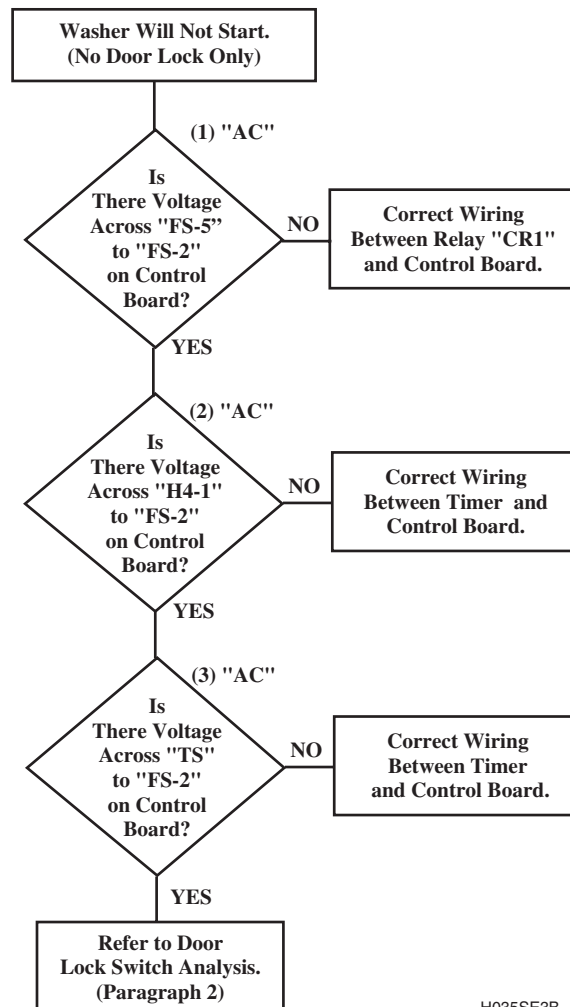 Washer Will Not Start.
(No Door Lock Only)
(1) "AC"
Is
There Voltage
Across "FS-5”
to "FS-2"
on Control
Board?
NO
Correct Wiring
Between Relay "CR1"
and Control Board.
YES
(2) "AC"
Is
There Voltage
Across "H4-1"
to "FS-2"
on Control
Board?
NO
Correct Wiring
Between Timer and
Control Board.
YES
(3) "AC"
Is
There Voltage
Across "TS"
to "FS-2"
on Control
Board?
NO
Correct Wiring
Between Timer
and Control Board.
YES
Refer to Door
Lock Switch Analysis.
(Paragraph 2)